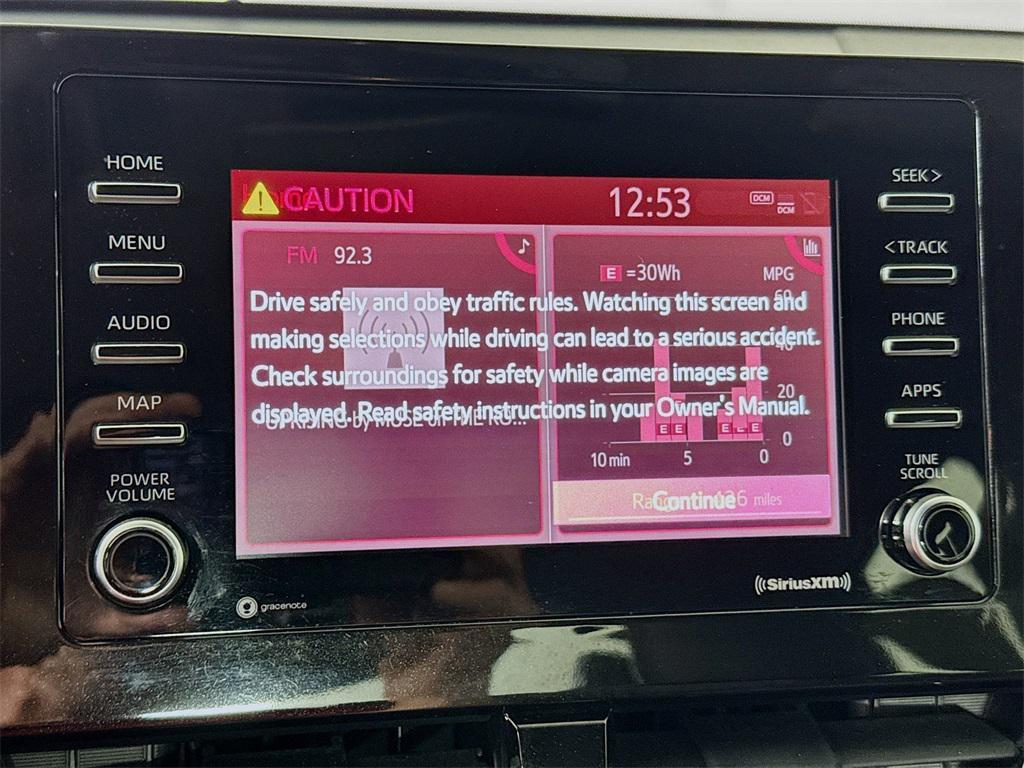 HOME
MENU
AUDIO
MAP
POWER
VOLUME
CAUTION
12:53
DCM
DCM
FM 92.3
E =30Wh
MPG
60
Drive safely and obey traffic rules. Watching this screen and
making selections while driving can lead to a serious accident.
40
Check surroundings for safety while camera images are
20
displayed. Read safety instructions in your Owner's Manual.
E E E E E
0
10 min 5 0
Continue
miles
SEEK >
< TRACK
PHONE
APPS
TUNE
SCROLL
gracenote
((SiriusXM))